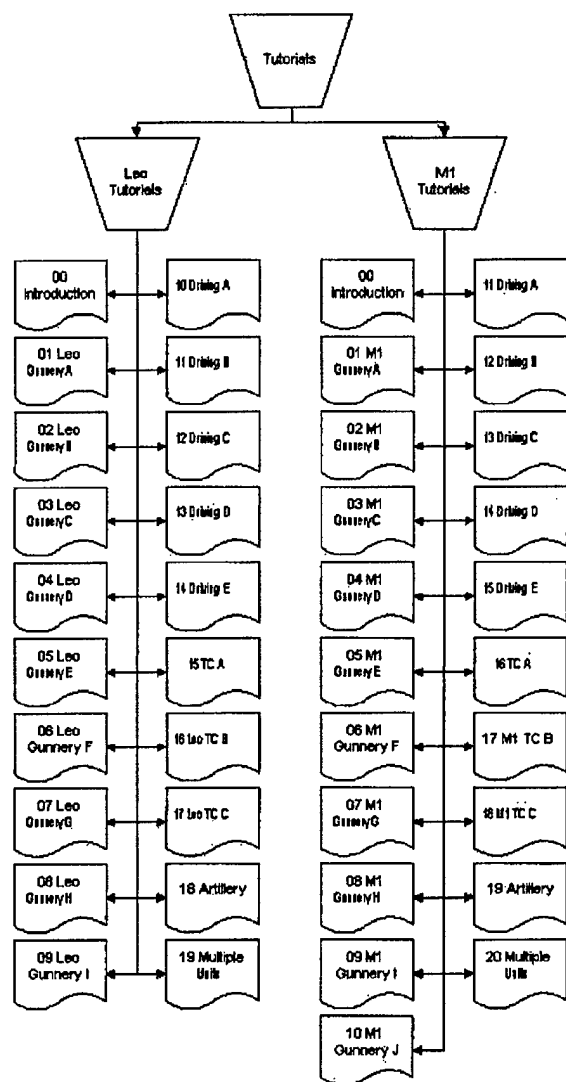 Tutorials
Leo
Tutorials
M1
Tutorials
00
Introduction
10 Driving A
01 Leo
Gunnery A
11 Driving B
02 Leo
Gunnery B
12 Driving C
03 Leo
Gunnery C
13 Driving D
04 Leo
Gunnery D
14 Driving E
05 Leo
Gunnery E
15 TC A
06 Leo
Gunnery F
16 Leo TC B
07 Leo
Gunnery G
17 Leo TC C
08 Leo
Gunnery H
18 Artillery
09 Leo
Gunnery I
19 Multiple
Units
00
Introduction
11 Driving A
01 M1
Gunnery A
12 Driving B
02 M1
Gunnery B
13 Driving C
03 M1
Gunnery C
14 Driving D
04 M1
Gunnery D
15 Driving E
05 M1
Gunnery E
16 TC A
06 M1
Gunnery F
17 M1 TC B
07 M1
Gunnery G
18 M1 TC C
08 M1
Gunnery H
19 Artillery
09 M1
Gunnery I
20 Multiple
Units
10 M1
Gunnery J